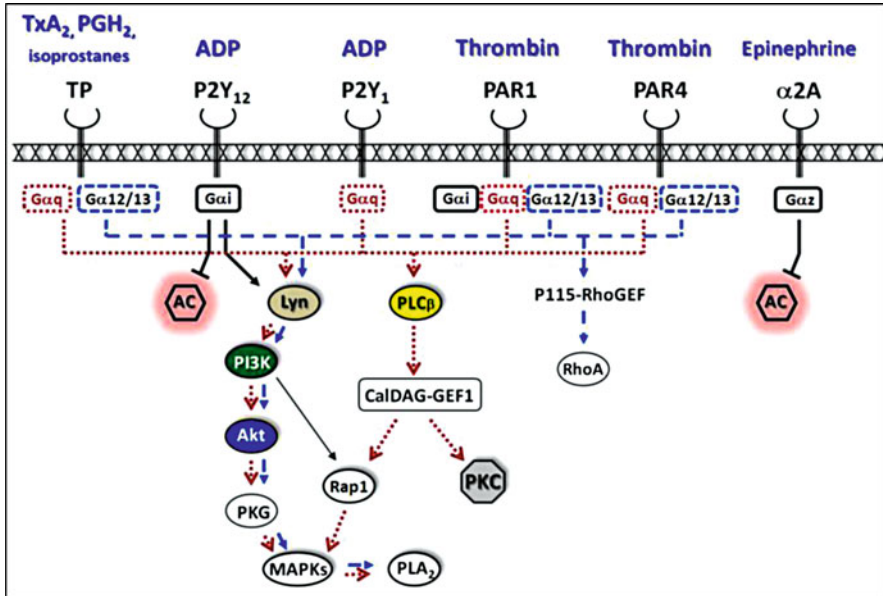 TxA2, PGH2,
isoprostanes
ADP
ADP
Thrombin
Thrombin
Epinephrine
TP
P2Y12
P2Y1
PAR1
PAR4
α2A
Gαq
Gα12/13
Gαi
Gαq
Gαi
Gαq
Gα12/13
Gαq
Gα12/13
Gαz
AC
Lyn
PLCβ
P115-RhoGEF
AC
PI3K
RhoA
CalDAG-GEF1
Akt
Rap1
PKC
PKG
MAPKs
PLA2